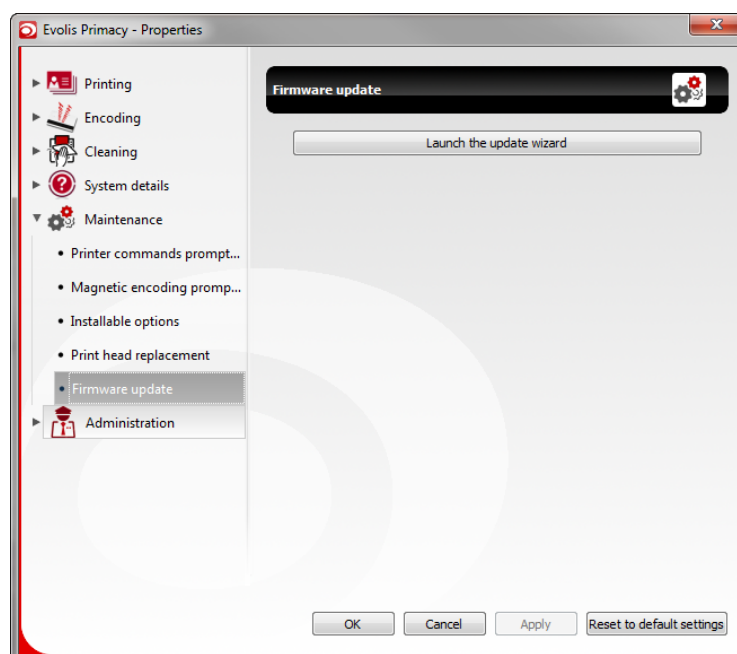 Evolis Primacy - Properties
Printing
Encoding
Cleaning
System details
Maintenance
Printer commands prompt...
Magnetic encoding promp...
Installable options
Print head replacement
Firmware update
Administration
Firmware update
Launch the update wizard
OK
Cancel
Apply
Reset to default settings